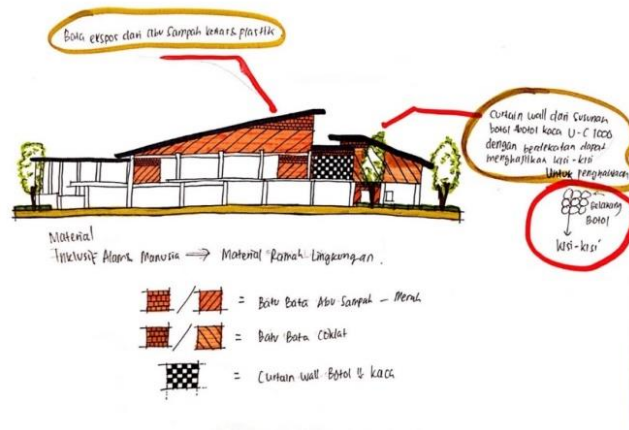 Bata ekspos dari Abu Sampah kertas & plastik
Curtain wall dari susunan
botol-botol kaca U-C 1000
dengan berdekatan dapat
menghasilkan kisi-kisi
Untuk penghawaan
Belakang
Botol
kisi-kisi
Material
Inklusif Alam & Manusia → Material "Ramah Lingkungan.
= Batu Bata Abu Sampah - Merah
= Batu Bata Coklat
= Curtain Wall Botol kaca